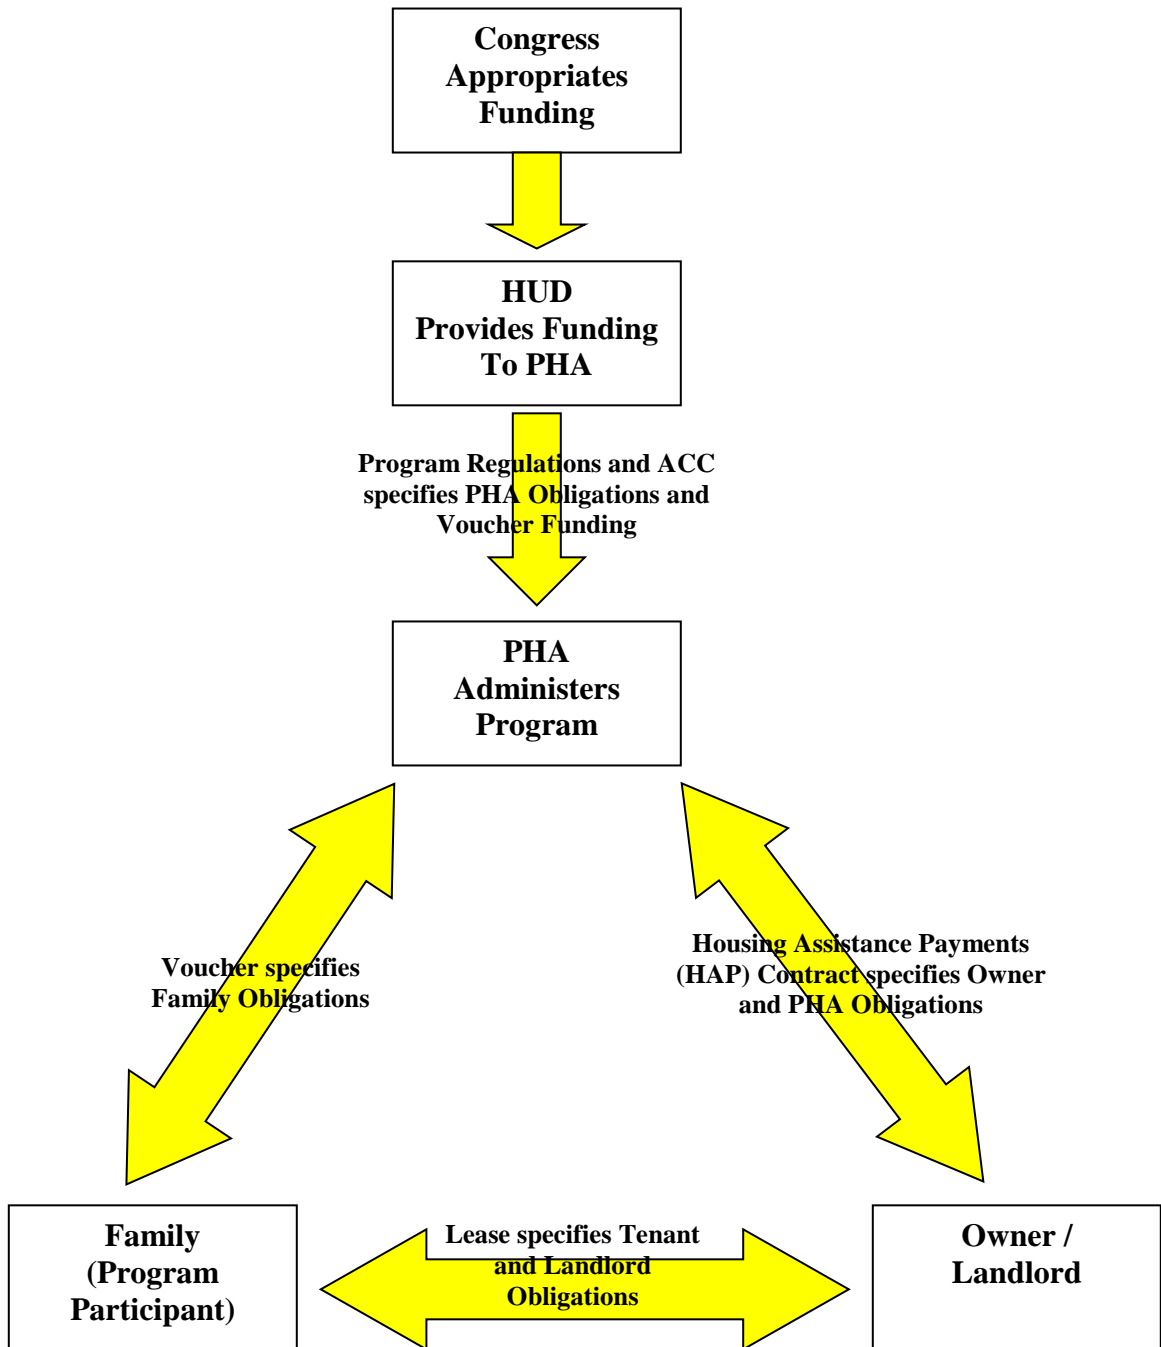 Congress
Appropriates
Funding
HUD
Provides Funding
To PHA
Program Regulations and ACC
specifies PHA Obligations and
Voucher Funding
PHA
Administers
Program
Voucher specifies
Family Obligations
Housing Assistance Payments
(HAP) Contract specifies Owner
and PHA Obligations
Family
(Program
Participant)
Lease specifies Tenant
and Landlord
Obligations
Owner /
Landlord